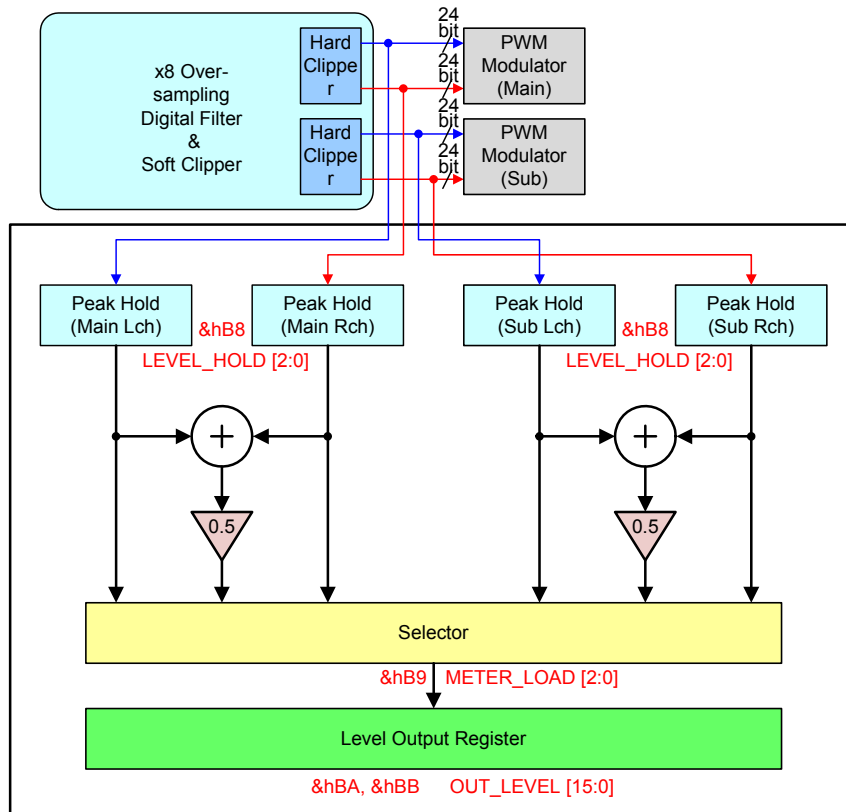 x8 Over-
sampling
Digital Filter
&
Soft Clipper
Hard
Clippe
r
Hard
Clippe
r
24
bit
24
bit
24
bit
24
bit
PWM
Modulator
(Main)
PWM
Modulator
(Sub)
Peak Hold
(Main Lch)
&hB8
Peak Hold
(Main Rch)
LEVEL_HOLD [2:0]
Peak Hold
(Sub Lch)
&hB8
Peak Hold
(Sub Rch)
LEVEL_HOLD [2:0]
+
+
0.5
0.5
Selector
&hB9 METER_LOAD [2:0]
Level Output Register
&hBA, &hBB OUT_LEVEL [15:0]